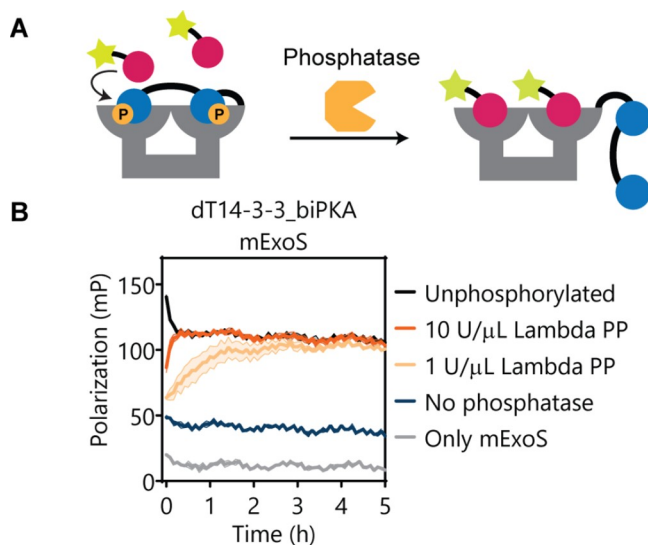 A
Phosphatase
P
P
B
dT14-3-3_biPKA
mExoS
Polarization (mP)
150
100
50
0
0 1 2 3 4 5
Time (h)
Unphosphorylated
10 U/μL Lambda PP
1 U/μL Lambda PP
No phosphatase
Only mExoS